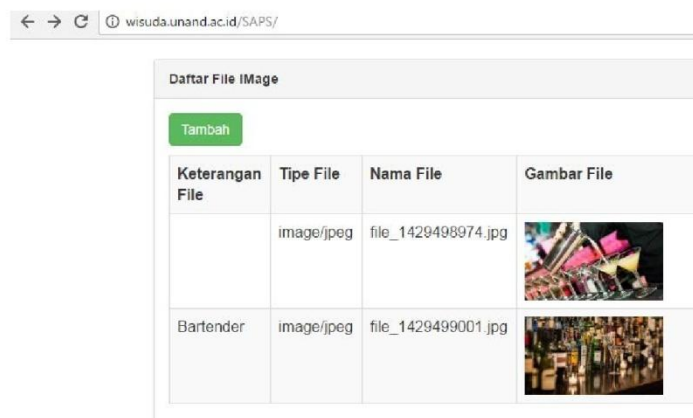 wisuda.unand.ac.id/SAPS/
Daftar File IMage
Tambah
Keterangan File Tipe File Nama File Gambar File
image/jpeg file_1429498974.jpg
Bartender image/jpeg file_1429499001.jpg